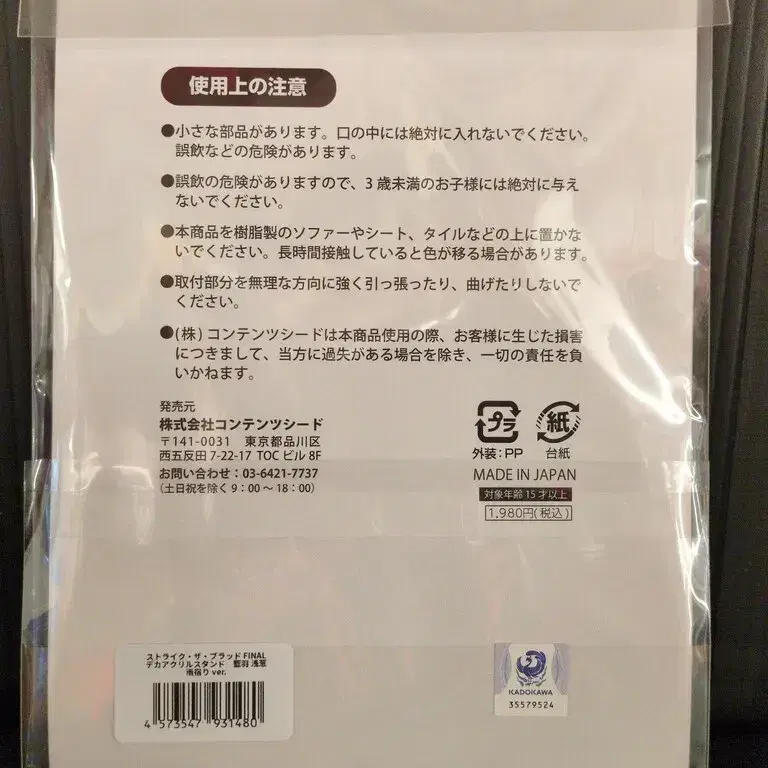 使用上の注意
●小さな部品があります。口の中には絶対に入れないでください。
誤飲などの危険があります。
●誤飲の危険がありますので、3歳未満のお子様には絶対に与え
ないでください。
●本商品を樹脂製のソファーやシート、タイルなどの上に置かな
いでください。長時間接触していると色が移る場合があります。
●取付部分を無理な方向に強く引っ張ったり、曲げたりしないで
ください。
●(株)コンテンツシードは本商品使用の際、お客様に生じた損害
につきまして、当方に過失がある場合を除き、一切の責任を負
いかねます。
発売元
株式会社コンテンツシード
〒141-0031 東京都品川区
西五反田 7-22-17 TOC ビル 8F
お問い合わせ:03-6421-7737
(土日祝を除く 9:00 〜 18:00)
プラ
紙
外装:PP
台紙
MADE IN JAPAN
対象年齢 15 才以上
1,980円(税込)
ストライク・ザ・ブラッド FINAL
デカアクリルスタンド 藍羽 浅葱
雨宿り ver.
4 573547 931480
KADOKAWA
35579524